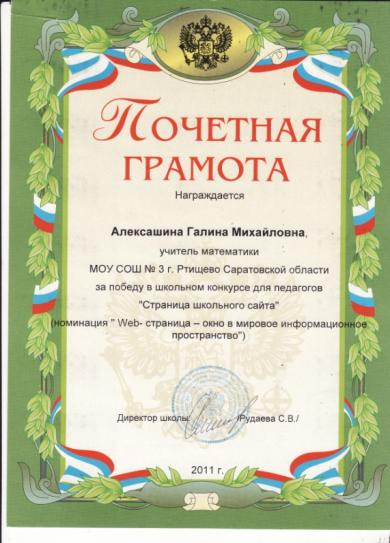 ПОЧЕТНАЯ
ГРАМОТА
Награждается
Алексашина Галина Михайловна,
учитель математики
МОУ СОШ № 3 г. Ртищево Саратовской области
за победу в школьном конкурсе для педагогов
"Страница школьного сайта"
(номинация " Web- страница – окно в мировое информационное
пространство")
Директор школы: /Рудаева С.В./
2011 г.